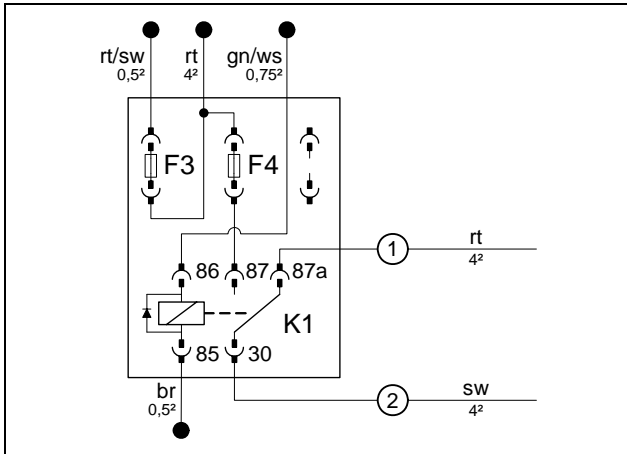 rt/sw rt gn/ws
0,5² 4² 0,75²
F3 F4
1 rt
4²
86 87 87a
K1
85 30
br
0,5²
2 sw
4²